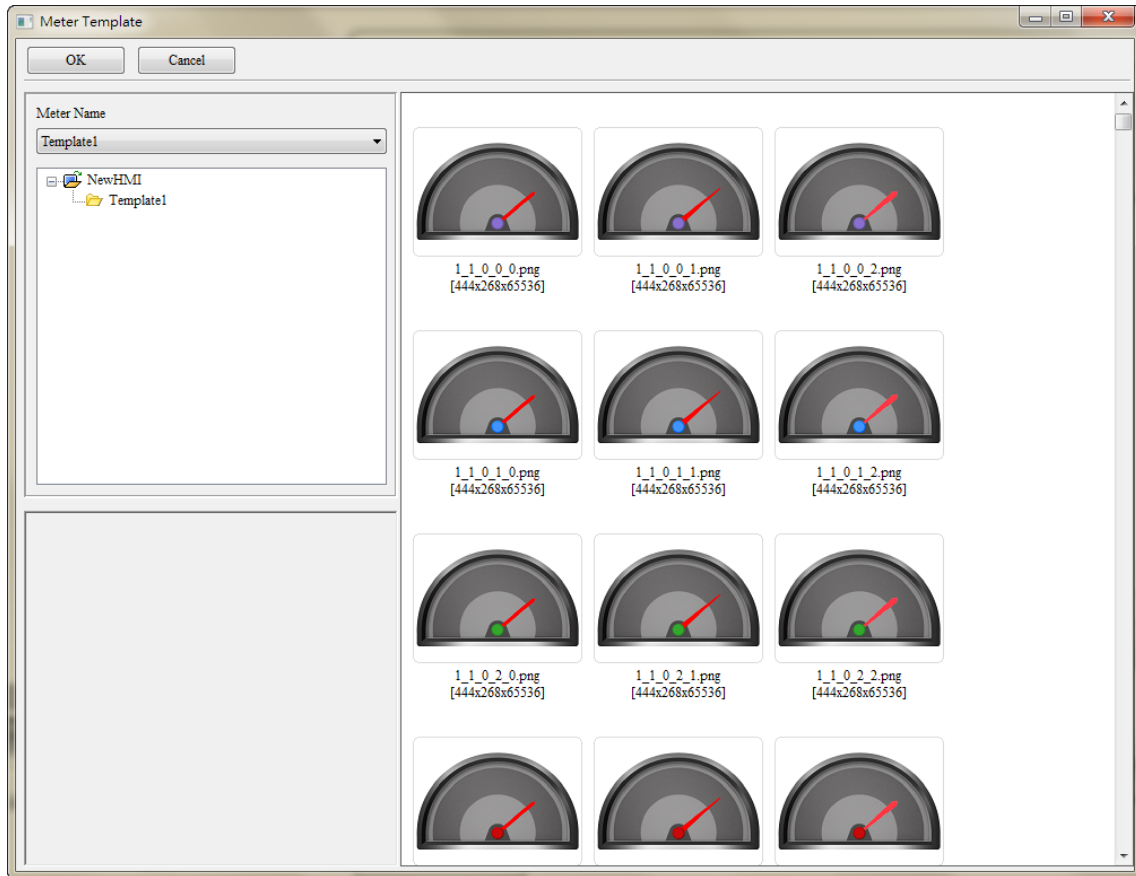 Meter Template
OK
Cancel
Meter Name
Template1
NewHMI
Template1
1_1_0_0_0.png
[444x268x65536]
1_1_0_0_1.png
[444x268x65536]
1_1_0_0_2.png
[444x268x65536]
1_1_0_1_0.png
[444x268x65536]
1_1_0_1_1.png
[444x268x65536]
1_1_0_1_2.png
[444x268x65536]
1_1_0_2_0.png
[444x268x65536]
1_1_0_2_1.png
[444x268x65536]
1_1_0_2_2.png
[444x268x65536]